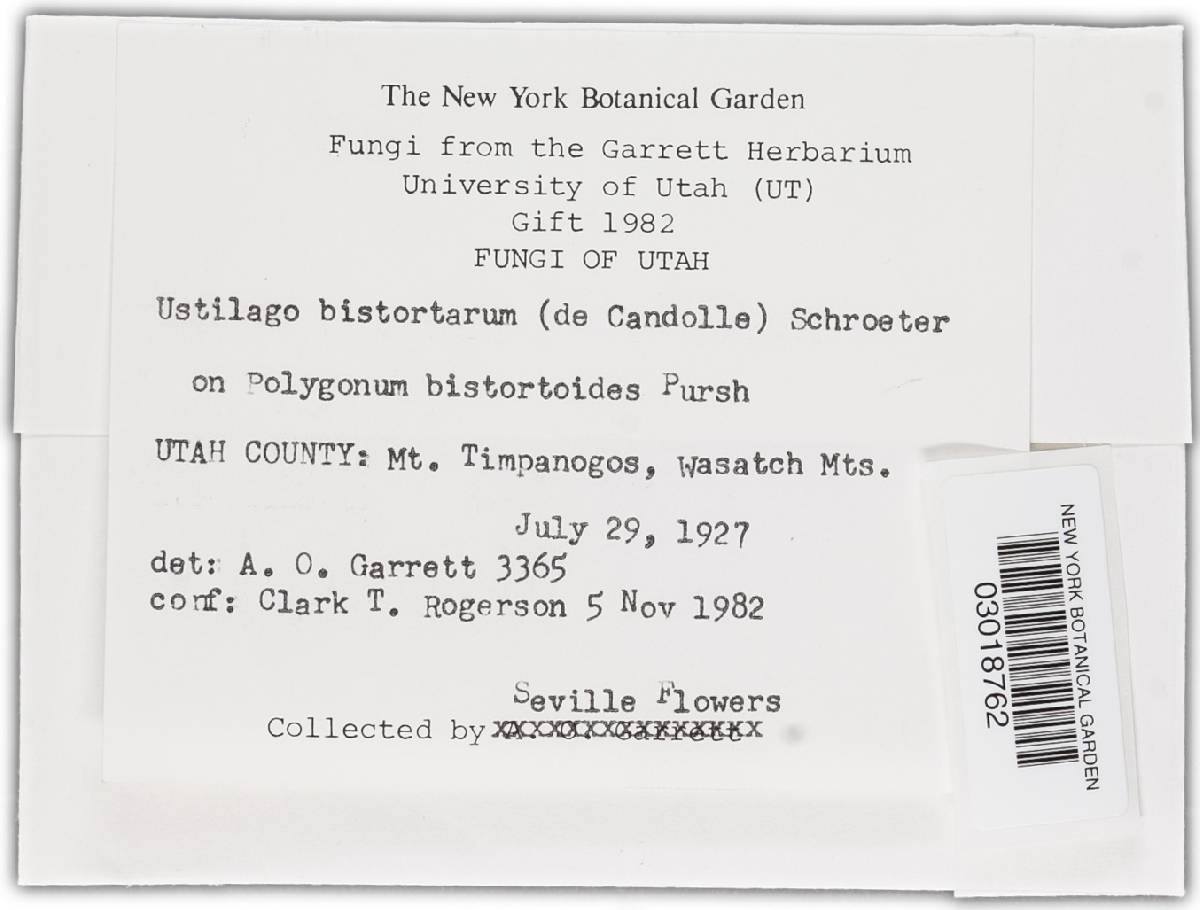 The New York Botanical Garden
Fungi from the Garrett Herbarium
University of Utah (UT)
Gift 1982
FUNGI OF UTAH
Ustilago bistortarum (de Candolle) Schroeter
on Polygonum bistortoides Pursh
UTAH COUNTY: Mt. Timpanogos, Wasatch Mts.
July 29, 1927
det: A. O. Garrett 3365
conf: Clark T. Rogerson 5 Nov 1982
Seville Flowers
Collected by A. O. Garrett
NEW YORK BOTANICAL GARDEN
03018762